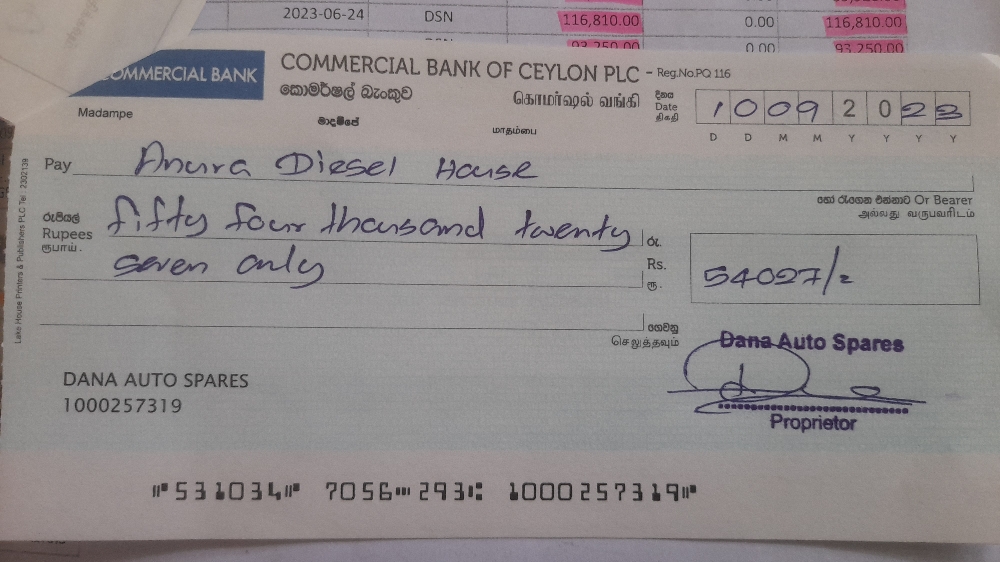 2023-06-24 DSN 116,810.00 0.00 116,810.00
93,250.00 0.00 93,250.00
COMMERCIAL BANK
COMMERCIAL BANK OF CEYLON PLC - Reg.No.PQ 116
කොමර්ෂල් බැංකුව கொமர்ஷல் வங்கி
Madampe මාදම්පේ மாதம்பை
දිනය
Date
திகதி
10092023
D D M M Y Y Y Y
Pay Anura Diesel House
හෝ රැගෙන එන්නාට Or Bearer
அல்லது வருபவரிடம்
රුපියල්
Rupees
ரூபாய்.
fifty four thousand twenty
seven only
රු.
Rs.
ரூ.
54027/=
ගෙවනු
செலுத்தவும்
Dana Auto Spares
Proprietor
DANA AUTO SPARES
1000257319
⑈531034⑈ 7056⑉293⑆ 1000257319⑈
Lake House Printers & Publishers PLC Tel : 2302139